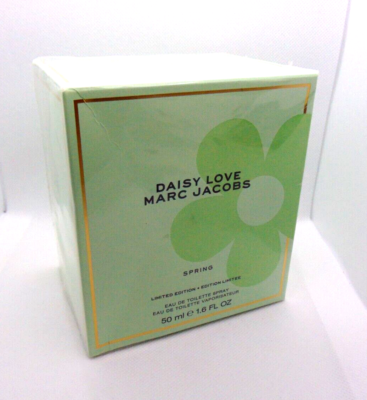 DAISY LOVE
MARC JACOBS
SPRING
LIMITED EDITION • EDITION LIMITEE
EAU DE TOILETTE SPRAY
EAU DE TOILETTE VAPORISATEUR
50 ml ℮ 1.6 FL OZ